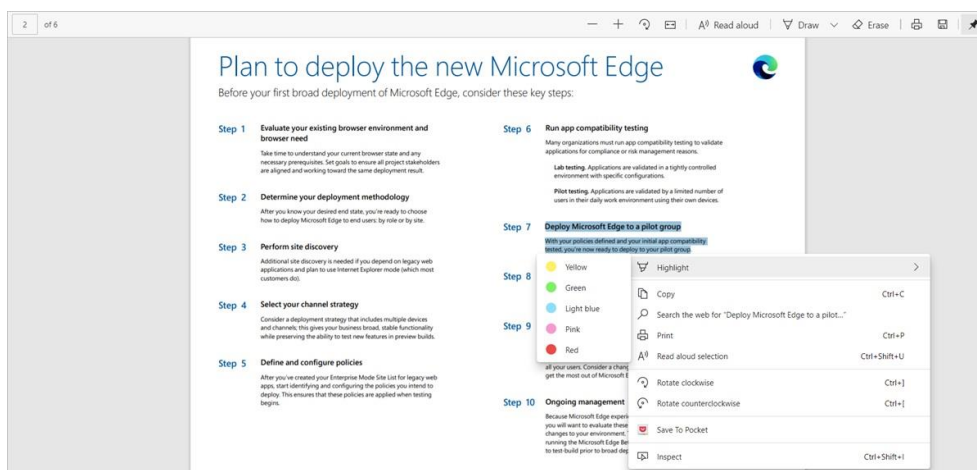 2 of 6
Read aloud
Draw
Erase
Plan to deploy the new Microsoft Edge
Before your first broad deployment of Microsoft Edge, consider these key steps:
Step 1 Evaluate your existing browser environment and
browser need
Take time to understand your current browser state and any
necessary prerequisites. Set goals to ensure all project stakeholders
are aligned and working toward the same deployment result.
Step 2 Determine your deployment methodology
After you know your desired end state, you're ready to choose
how to deploy Microsoft Edge to end users: by role or by site.
Step 3 Perform site discovery
Additional site discovery is needed if you depend on legacy web
applications and plan to use Internet Explorer mode (which most
customers do).
Step 4 Select your channel strategy
Consider a deployment strategy that includes multiple devices
and channels; this gives your business broad, stable functionality
while preserving the ability to test new features in preview builds.
Step 5 Define and configure policies
After you've created your Enterprise Mode Site List for legacy web
apps, start identifying and configuring the policies you intend to
deploy. This ensures that these policies are applied when testing
begins.
Step 6 Run app compatibility testing
Many organizations must run app compatibility testing to validate
applications for compliance or risk management reasons.
Lab testing. Applications are validated in a tightly controlled
environment with specific configurations.
Pilot testing. Applications are validated by a limited number of
users in their daily work environment using their own devices.
Step 7 Deploy Microsoft Edge to a pilot group
With your policies defined and your initial app compatibility
tested, you're now ready to deploy to your pilot group.
Step 8
Step 9
all your users. Consider a chang
get the most out of Microsoft E
Step 10 Ongoing management
Because Microsoft Edge experi
you will want to evaluate these
changes to your environment.
running the Microsoft Edge Be
to test-build prior to broad dep
Yellow
Green
Light blue
Pink
Red
Highlight
Copy Ctrl+C
Search the web for "Deploy Microsoft Edge to a pilot..."
Print Ctrl+P
Read aloud selection Ctrl+Shift+U
Rotate clockwise Ctrl+]
Rotate counterclockwise Ctrl+[
Save To Pocket
Inspect Ctrl+Shift+I